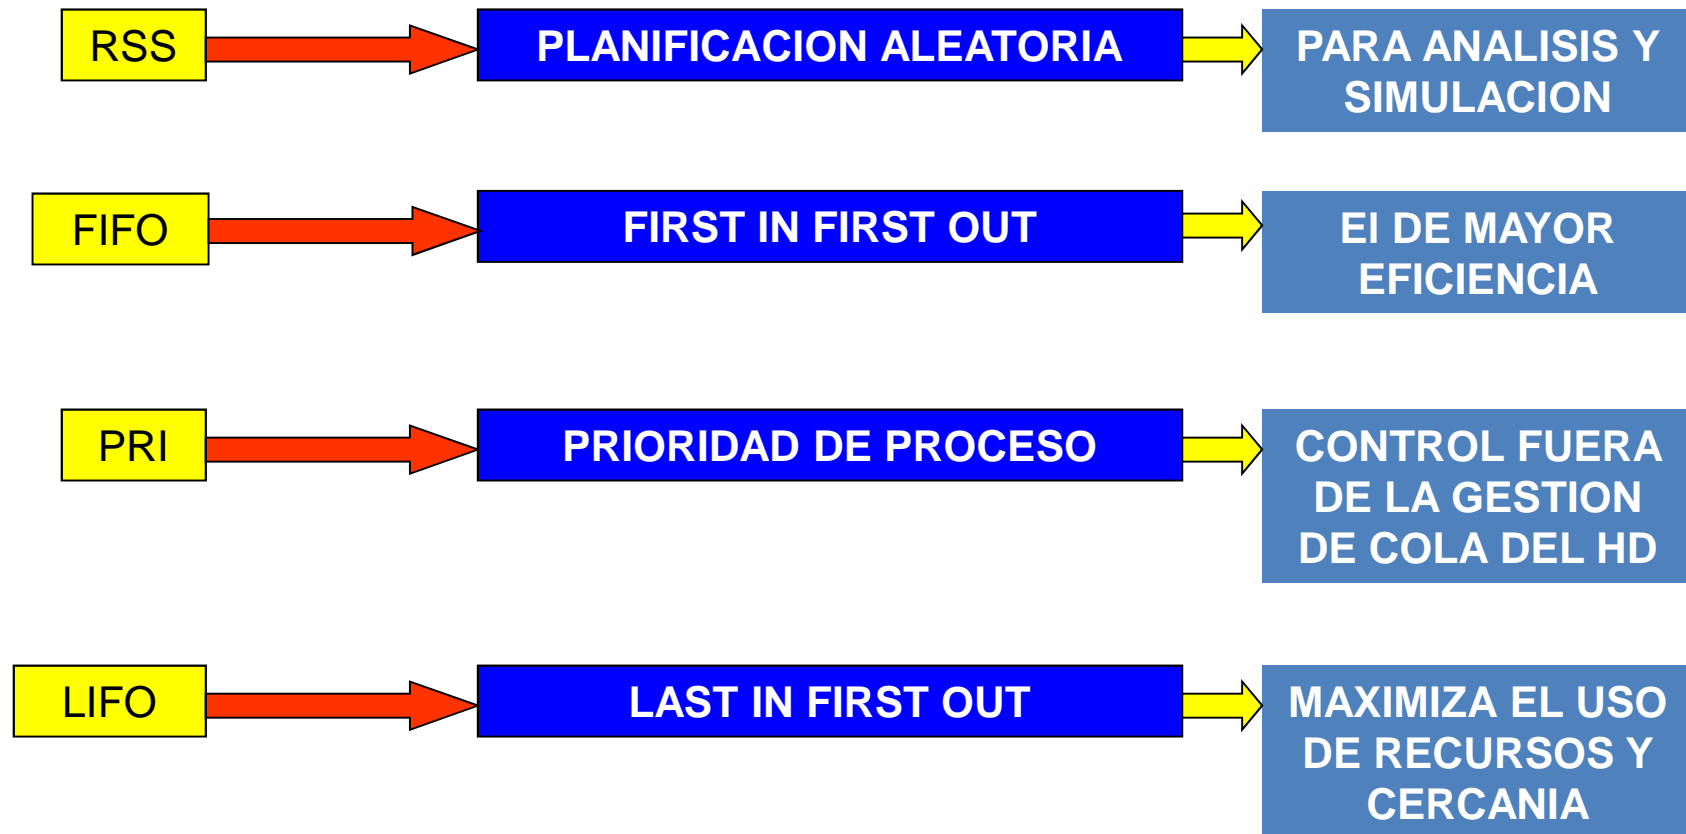 RSS
PLANIFICACION ALEATORIA
PARA ANALISIS Y
SIMULACION
FIFO
FIRST IN FIRST OUT
El DE MAYOR
EFICIENCIA
PRI
PRIORIDAD DE PROCESO
CONTROL FUERA
DE LA GESTION
DE COLA DEL HD
LIFO
LAST IN FIRST OUT
MAXIMIZA EL USO
DE RECURSOS Y
CERCANIA